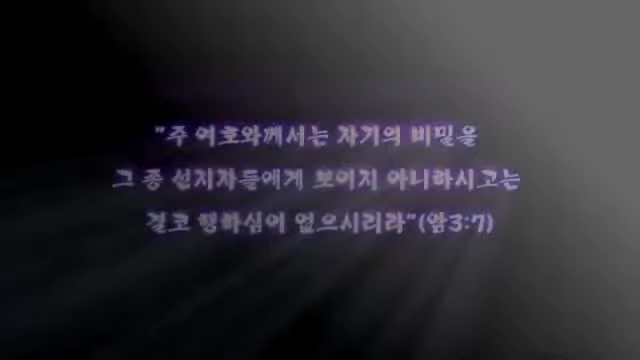 "주 여호와께서는 자기의 비밀을
그 종 선지자들에게 보이지 아니하시고는
결코 행하심이 없으시리라"(암3:7)